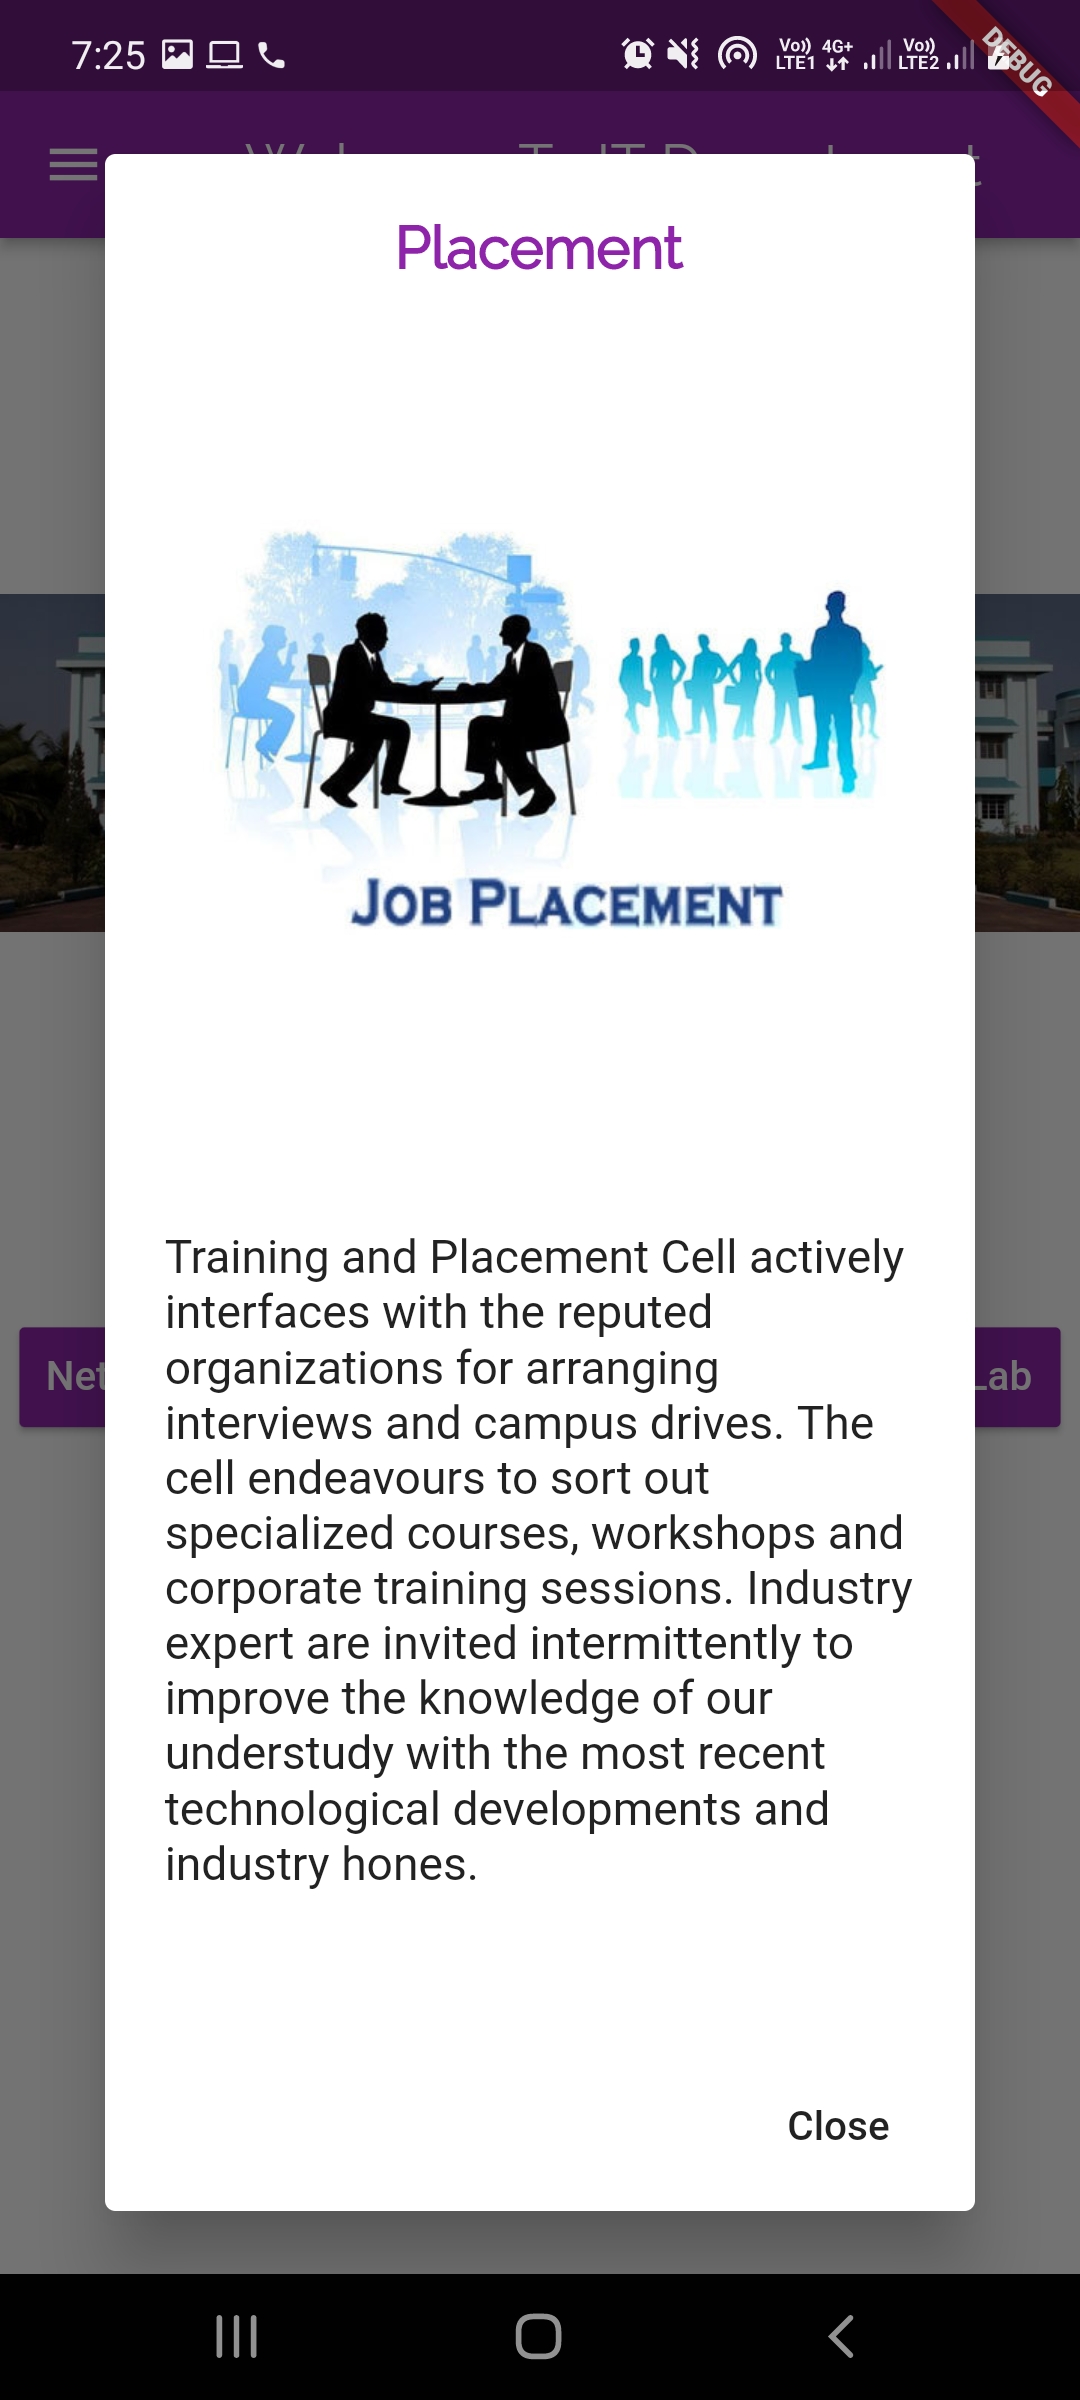 7:25
Vo)) LTE1 4G+ Vo)) LTE2
DEBUG
Placement
JOB PLACEMENT
Training and Placement Cell actively
interfaces with the reputed
organizations for arranging
interviews and campus drives. The
cell endeavours to sort out
specialized courses, workshops and
corporate training sessions. Industry
expert are invited intermittently to
improve the knowledge of our
understudy with the most recent
technological developments and
industry hones.
Net
Lab
Close